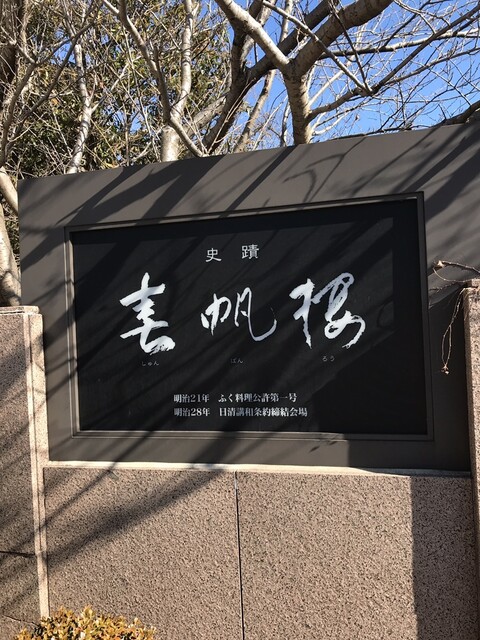 史蹟
春帆楼
しゅん ぱん ろう
明治21年 ふく料理公許第一号
明治28年 日清講和条約締結会場